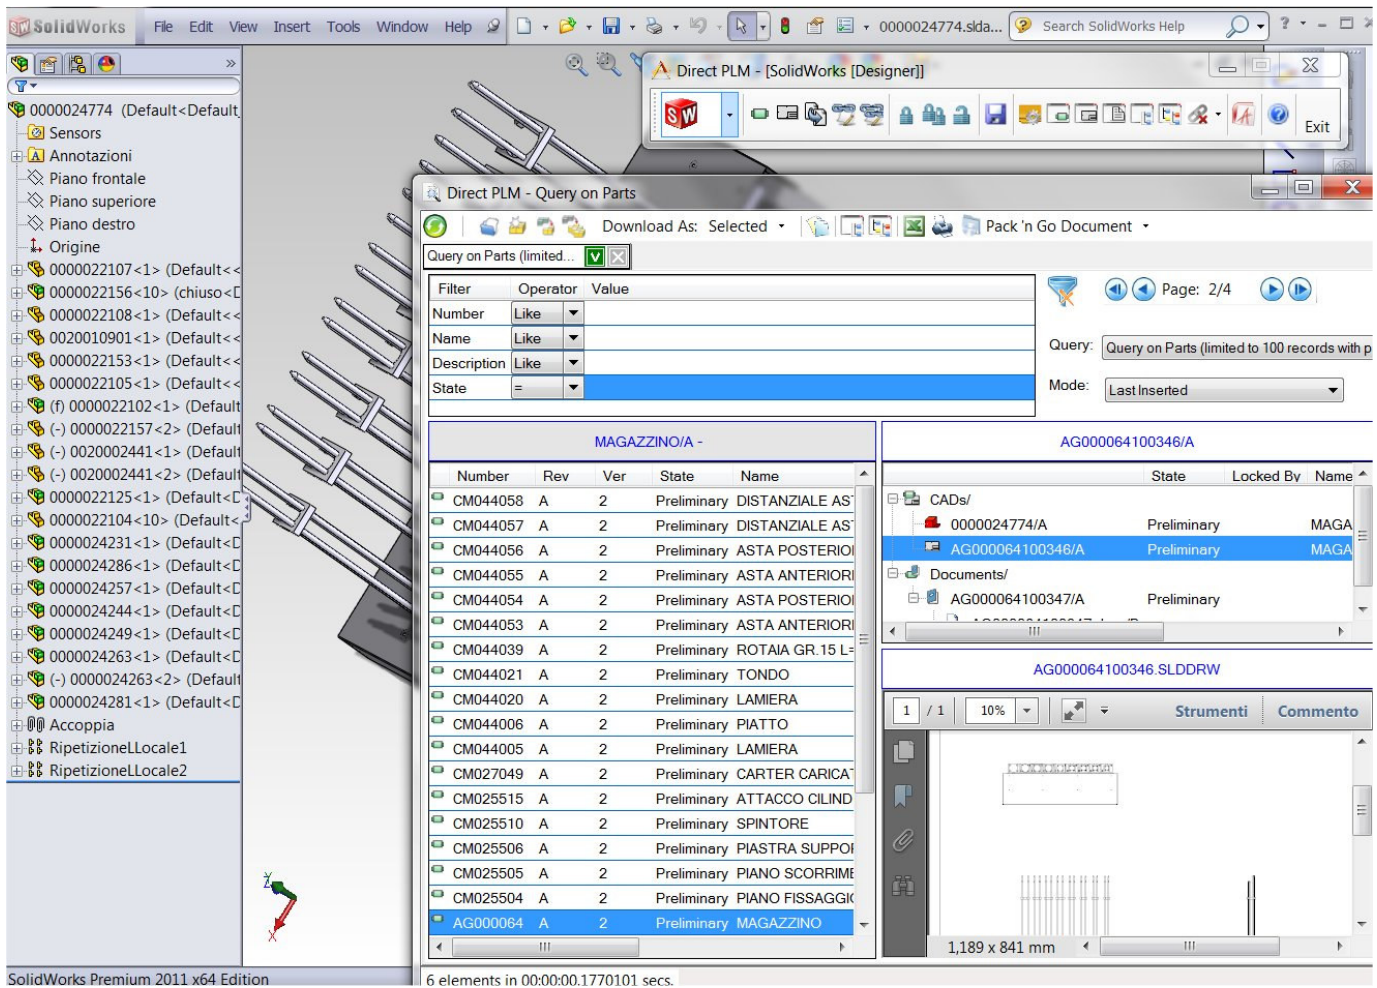 SolidWorks File Edit View Insert Tools Window Help 0000024774.slda... Search SolidWorks Help
Direct PLM - [SolidWorks [Designer]]
Exit
0000024774 (Default<Default_
Sensors
Annotazioni
Piano frontale
Piano superiore
Piano destro
Origine
0000022107<1> (Default<<
0000022156<10> (chiuso<D
0000022108<1> (Default<<
0020010901<1> (Default<<
0000022153<1> (Default<<
0000022105<1> (Default<<
(f) 0000022102<1> (Default
(-) 0000022157<2> (Default
(-) 0020002441<1> (Default
(-) 0020002441<2> (Default
0000022125<1> (Default<D
0000022104<10> (Default<
0000024231<1> (Default<D
0000024286<1> (Default<D
0000024257<1> (Default<D
0000024244<1> (Default<D
0000024249<1> (Default<D
0000024263<1> (Default<D
(-) 0000024263<2> (Default
0000024281<1> (Default<D
Accoppia
RipetizioneLLocale1
RipetizioneLLocale2
SolidWorks Premium 2011 x64 Edition
Direct PLM - Query on Parts
Download As: Selected Pack 'n Go Document
Query on Parts (limited...
Filter Operator Value
Number Like
Name Like
Description Like
State =
Page: 2/4
Query: Query on Parts (limited to 100 records with p
Mode: Last Inserted
MAGAZZINO/A -
Number Rev Ver State Name
CM044058 A 2 Preliminary DISTANZIALE AS
CM044057 A 2 Preliminary DISTANZIALE AS
CM044056 A 2 Preliminary ASTA POSTERIO
CM044055 A 2 Preliminary ASTA ANTERIOR
CM044054 A 2 Preliminary ASTA POSTERIO
CM044053 A 2 Preliminary ASTA ANTERIOR
CM044039 A 2 Preliminary ROTAIA GR.15 L=
CM044021 A 2 Preliminary TONDO
CM044020 A 2 Preliminary LAMIERA
CM044006 A 2 Preliminary PIATTO
CM044005 A 2 Preliminary LAMIERA
CM027049 A 2 Preliminary CARTER CARICA
CM025515 A 2 Preliminary ATTACCO CILIND
CM025510 A 2 Preliminary SPINTORE
CM025506 A 2 Preliminary PIASTRA SUPPO
CM025505 A 2 Preliminary PIANO SCORRIME
CM025504 A 2 Preliminary PIANO FISSAGGI
AG000064 A 2 Preliminary MAGAZZINO
6 elements in 00:00:00.1770101 secs.
AG000064100346/A
State Locked By Name
CADs/
0000024774/A Preliminary MAGA
AG000064100346/A Preliminary MAGA
Documents/
AG000064100347/A Preliminary
AG000064100346.SLDDRW
1 / 1 10% Strumenti Commento
1,189 x 841 mm